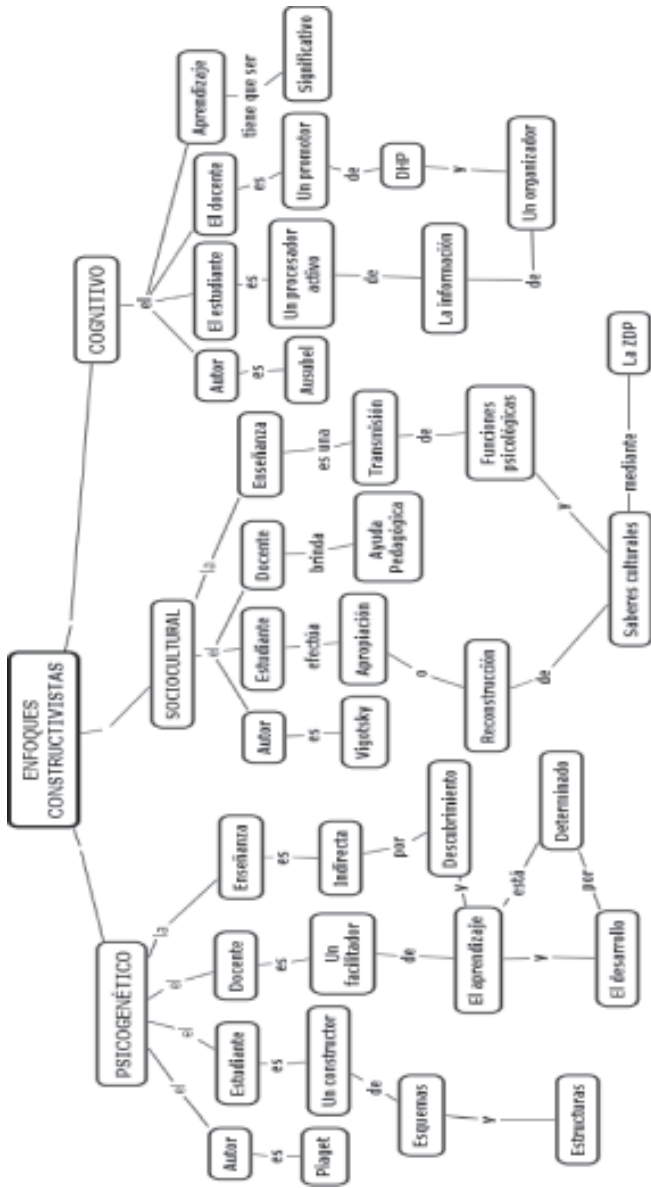 ENFOQUES
CONSTRUCTIVISTAS
PSICOGENÉTICO
el
Autor
es
Piaget
el
Estudiante
es
Un constructor
de
Esquemas
y
Estructuras
el
Docente
es
Un
facilitador
de
El aprendizaje
y
El desarrollo
la
Enseñanza
es
Indirecta
por
Descubrimiento
y
está
Determinado
por
SOCIOCULTURAL
el
Autor
es
Vigotsky
Estudiante
efectúa
Apropiación
o
Reconstrucción
de
Docente
brinda
Ayuda
Pedagógica
la
Enseñanza
es una
Transmisión
de
Funciones
psicológicas
y
Saberes culturales
mediante
La ZDP
COGNITIVO
el
Autor
es
Ausubel
El estudiante
es
Un procesador
activo
de
La información
El docente
es
Un promotor
de
DHP
y
Un organizador
de
Aprendizaje
tiene que ser
Significativo